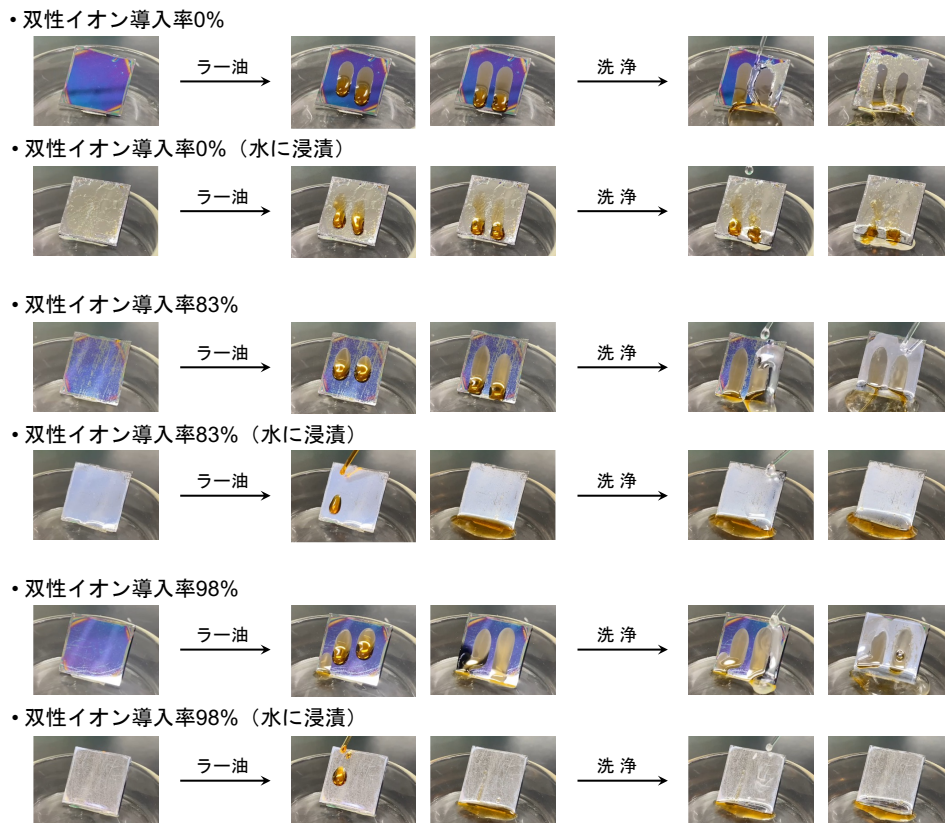 • 双性イオン導入率0%
ラー油
洗 浄
• 双性イオン導入率0%（水に浸漬）
ラー油
洗 浄
• 双性イオン導入率83%
ラー油
洗 浄
• 双性イオン導入率83%（水に浸漬）
ラー油
洗 浄
• 双性イオン導入率98%
ラー油
洗 浄
• 双性イオン導入率98%（水に浸漬）
ラー油
洗 浄